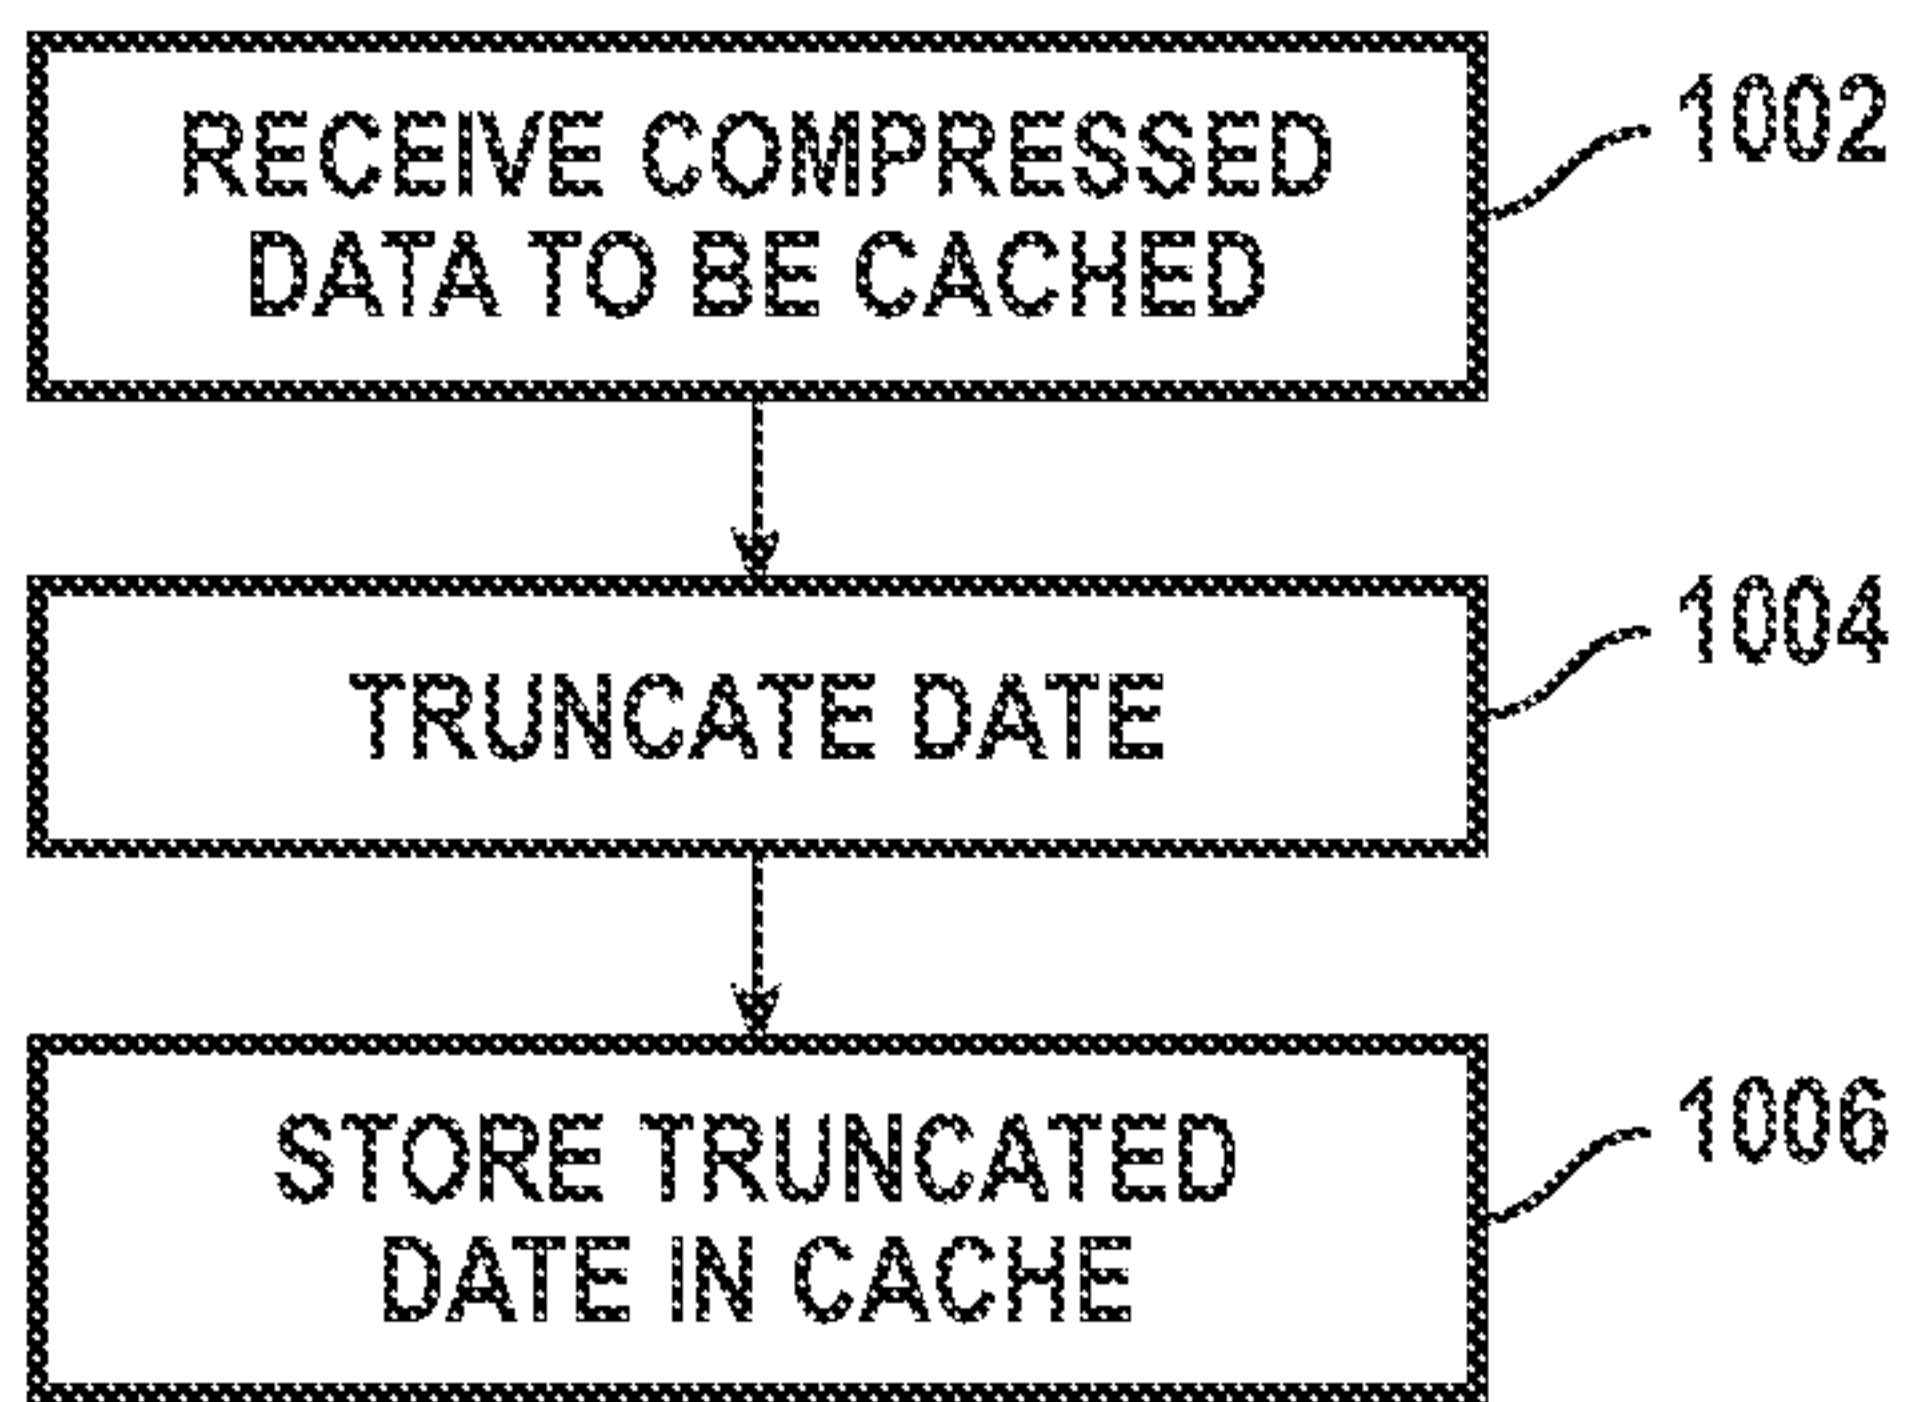 RECEIVE COMPRESSED
DATA TO BE CACHED
1002
TRUNCATE DATE
1004
STORE TRUNCATED
DATE IN CACHE
1006